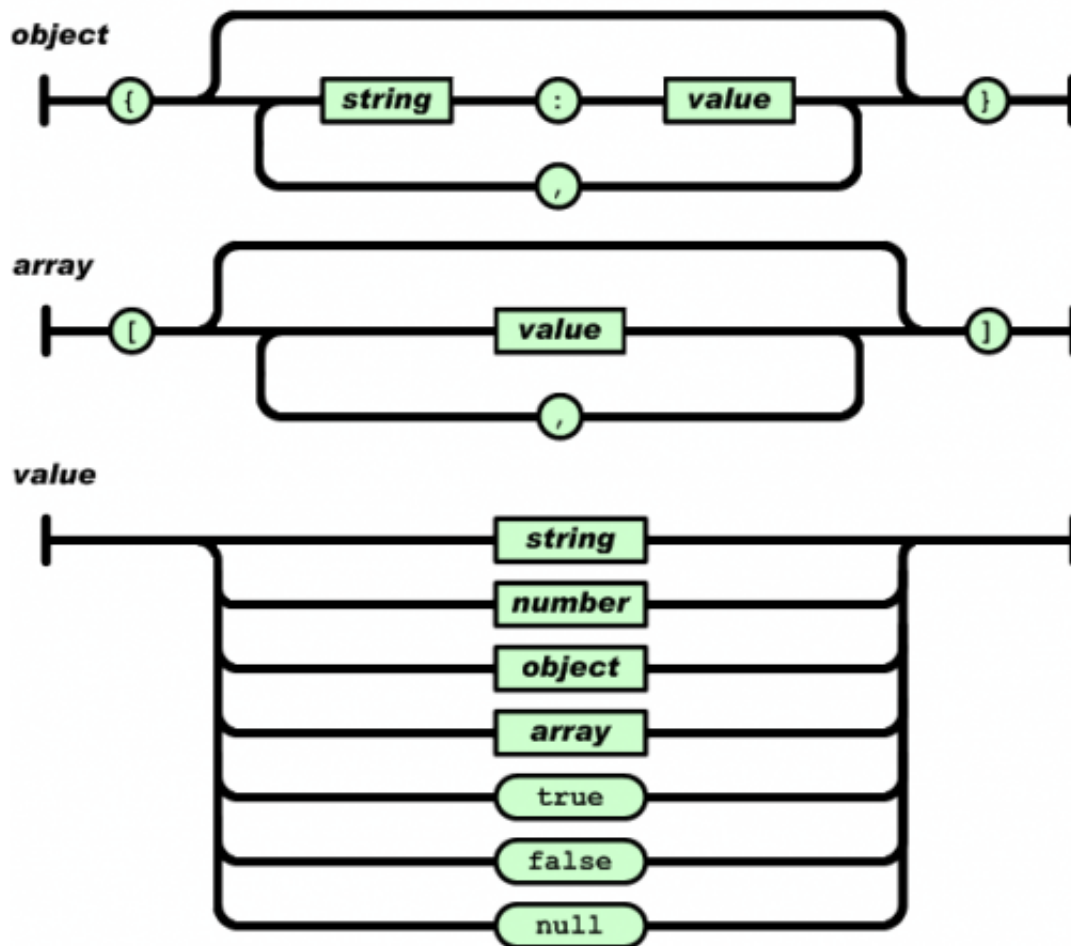 object
{ string : value }
,
array
[ value ]
,
value
string
number
object
array
true
false
null